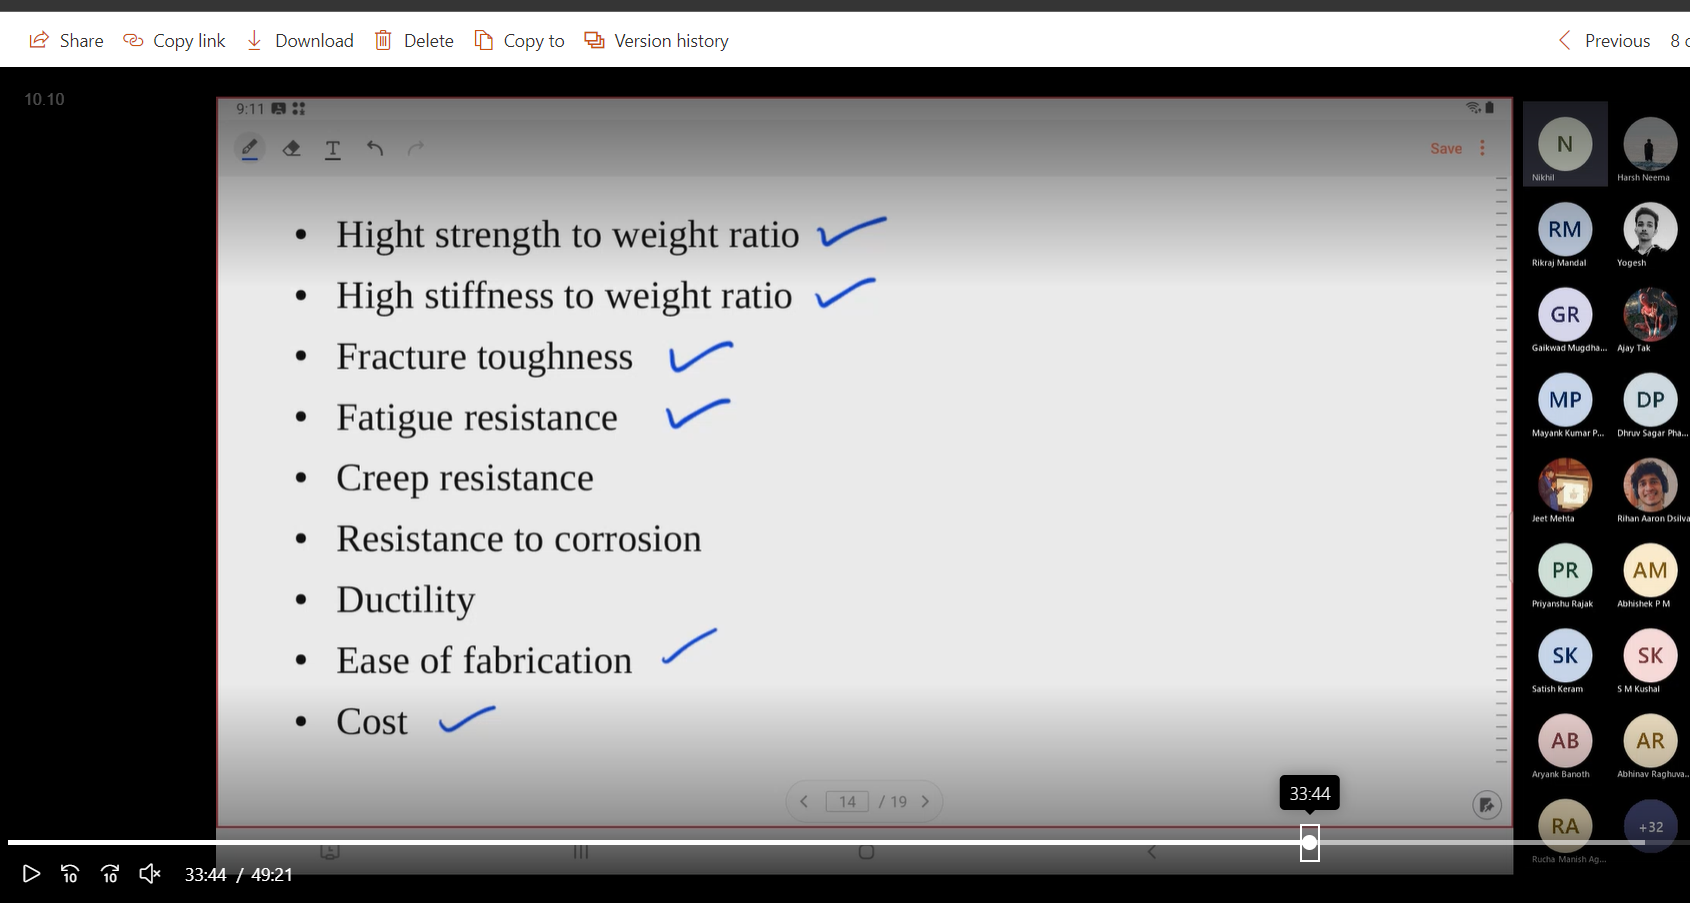 Share Copy link Download Delete Copy to Version history Previous 8
10.10
9:11
T Save
N
Nikhil Harsh Neema
• Hight strength to weight ratio
• High stiffness to weight ratio
• Fracture toughness
• Fatigue resistance
• Creep resistance
• Resistance to corrosion
• Ductility
• Ease of fabrication
• Cost
RM
Rikraj Mandal Yogesh
GR
Gaikwad Mugdha... Ajay Tak
MP DP
Mayank Kumar P... Dhruv Sagar Pha...
Jeet Mehta Rihan Aaron Dsilva
PR AM
Priyanshu Rajak Abhishek P M
SK SK
Satish Keram S M Kushal
AB AR
Aryank Banoth Abhinav Raghuva...
RA +32
Rucha Manish Ag...
14 / 19
33:44
10 10 33:44 / 49:21